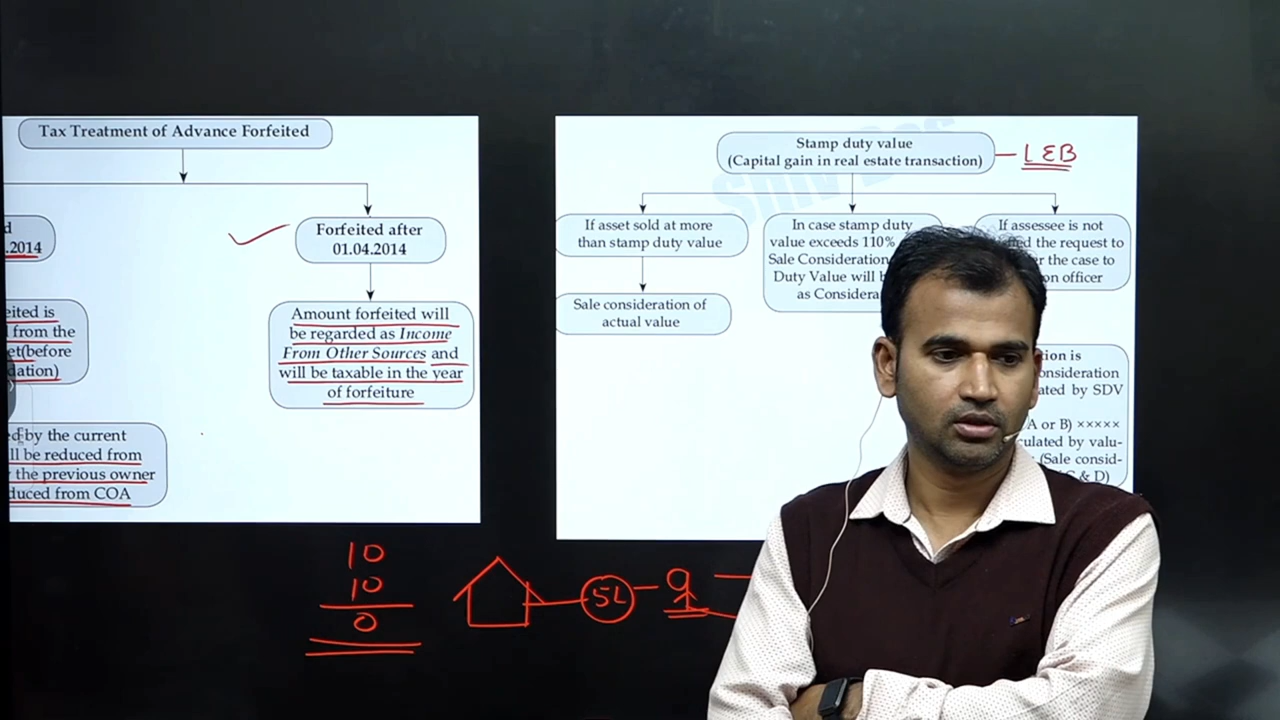 Tax Treatment of Advance Forfeited
.2014
Forfeited after
01.04.2014
eited is
from the
et(before
dation)
Amount forfeited will
be regarded as Income
From Other Sources and
will be taxable in the year
of forfeiture
by the current
ll be reduced from
the previous owner
duced from COA
Stamp duty value
(Capital gain in real estate transaction)
L&B
If asset sold at more
than stamp duty value
Sale consideration of
actual value
In case stamp duty
value exceeds 110%
Sale Consideration
Duty Value will b
as Considera
If assessee is not
ed the request to
er the case to
on officer
tion is
onsideration
ated by SDV
A or B) ×××××
culated by valu-
(Sale consid-
C & D)
10
10
0
5L